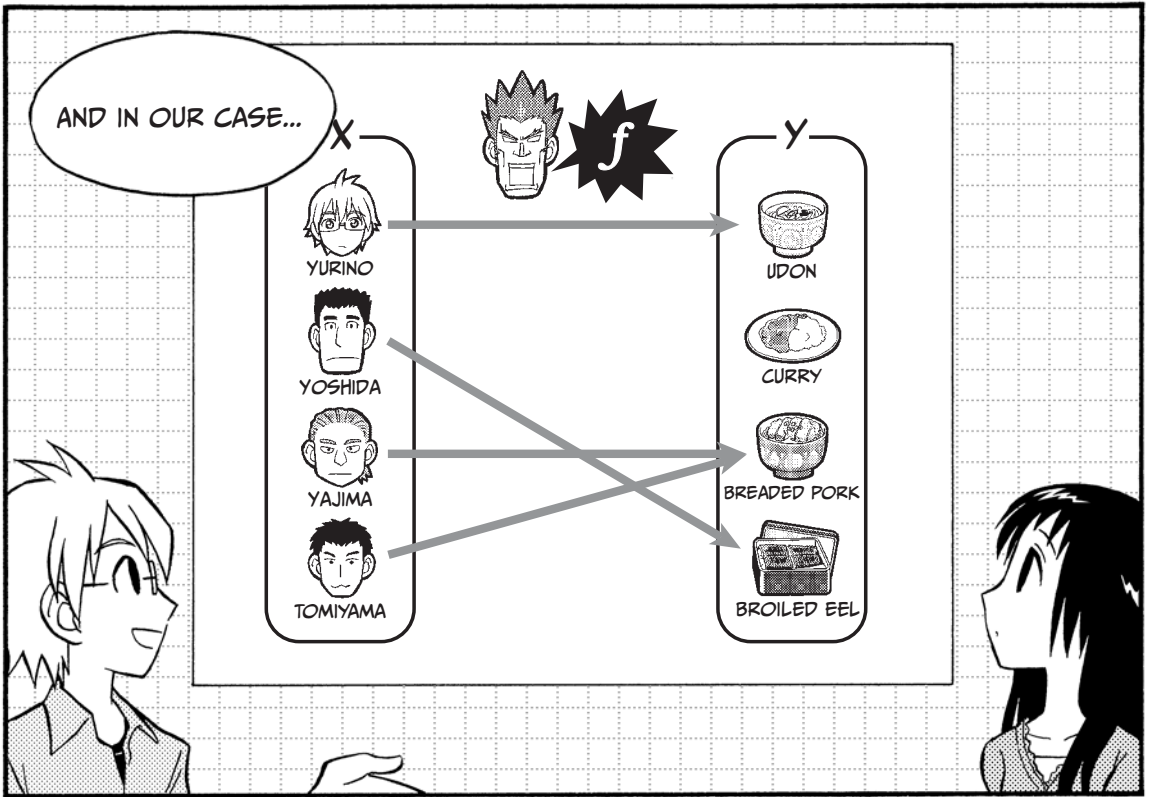 AND IN OUR CASE...
X
f
Y
YURINO
UDON
YOSHIDA
CURRY
YAJIMA
BREADED PORK
TOMIYAMA
BROILED EEL